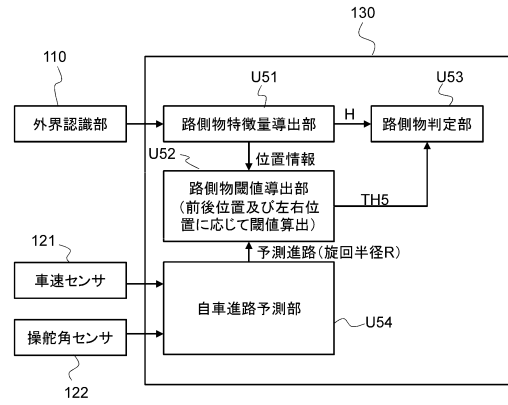 130
110
U51
U53
外界認識部
路側物特徴量導出部
H
路側物判定部
U52
位置情報
路側物閾値導出部
(前後位置及び左右位
置に応じて閾値算出)
TH5
121
予測進路(旋回半径R)
車速センサ
自車進路予測部
操舵角センサ
U54
122